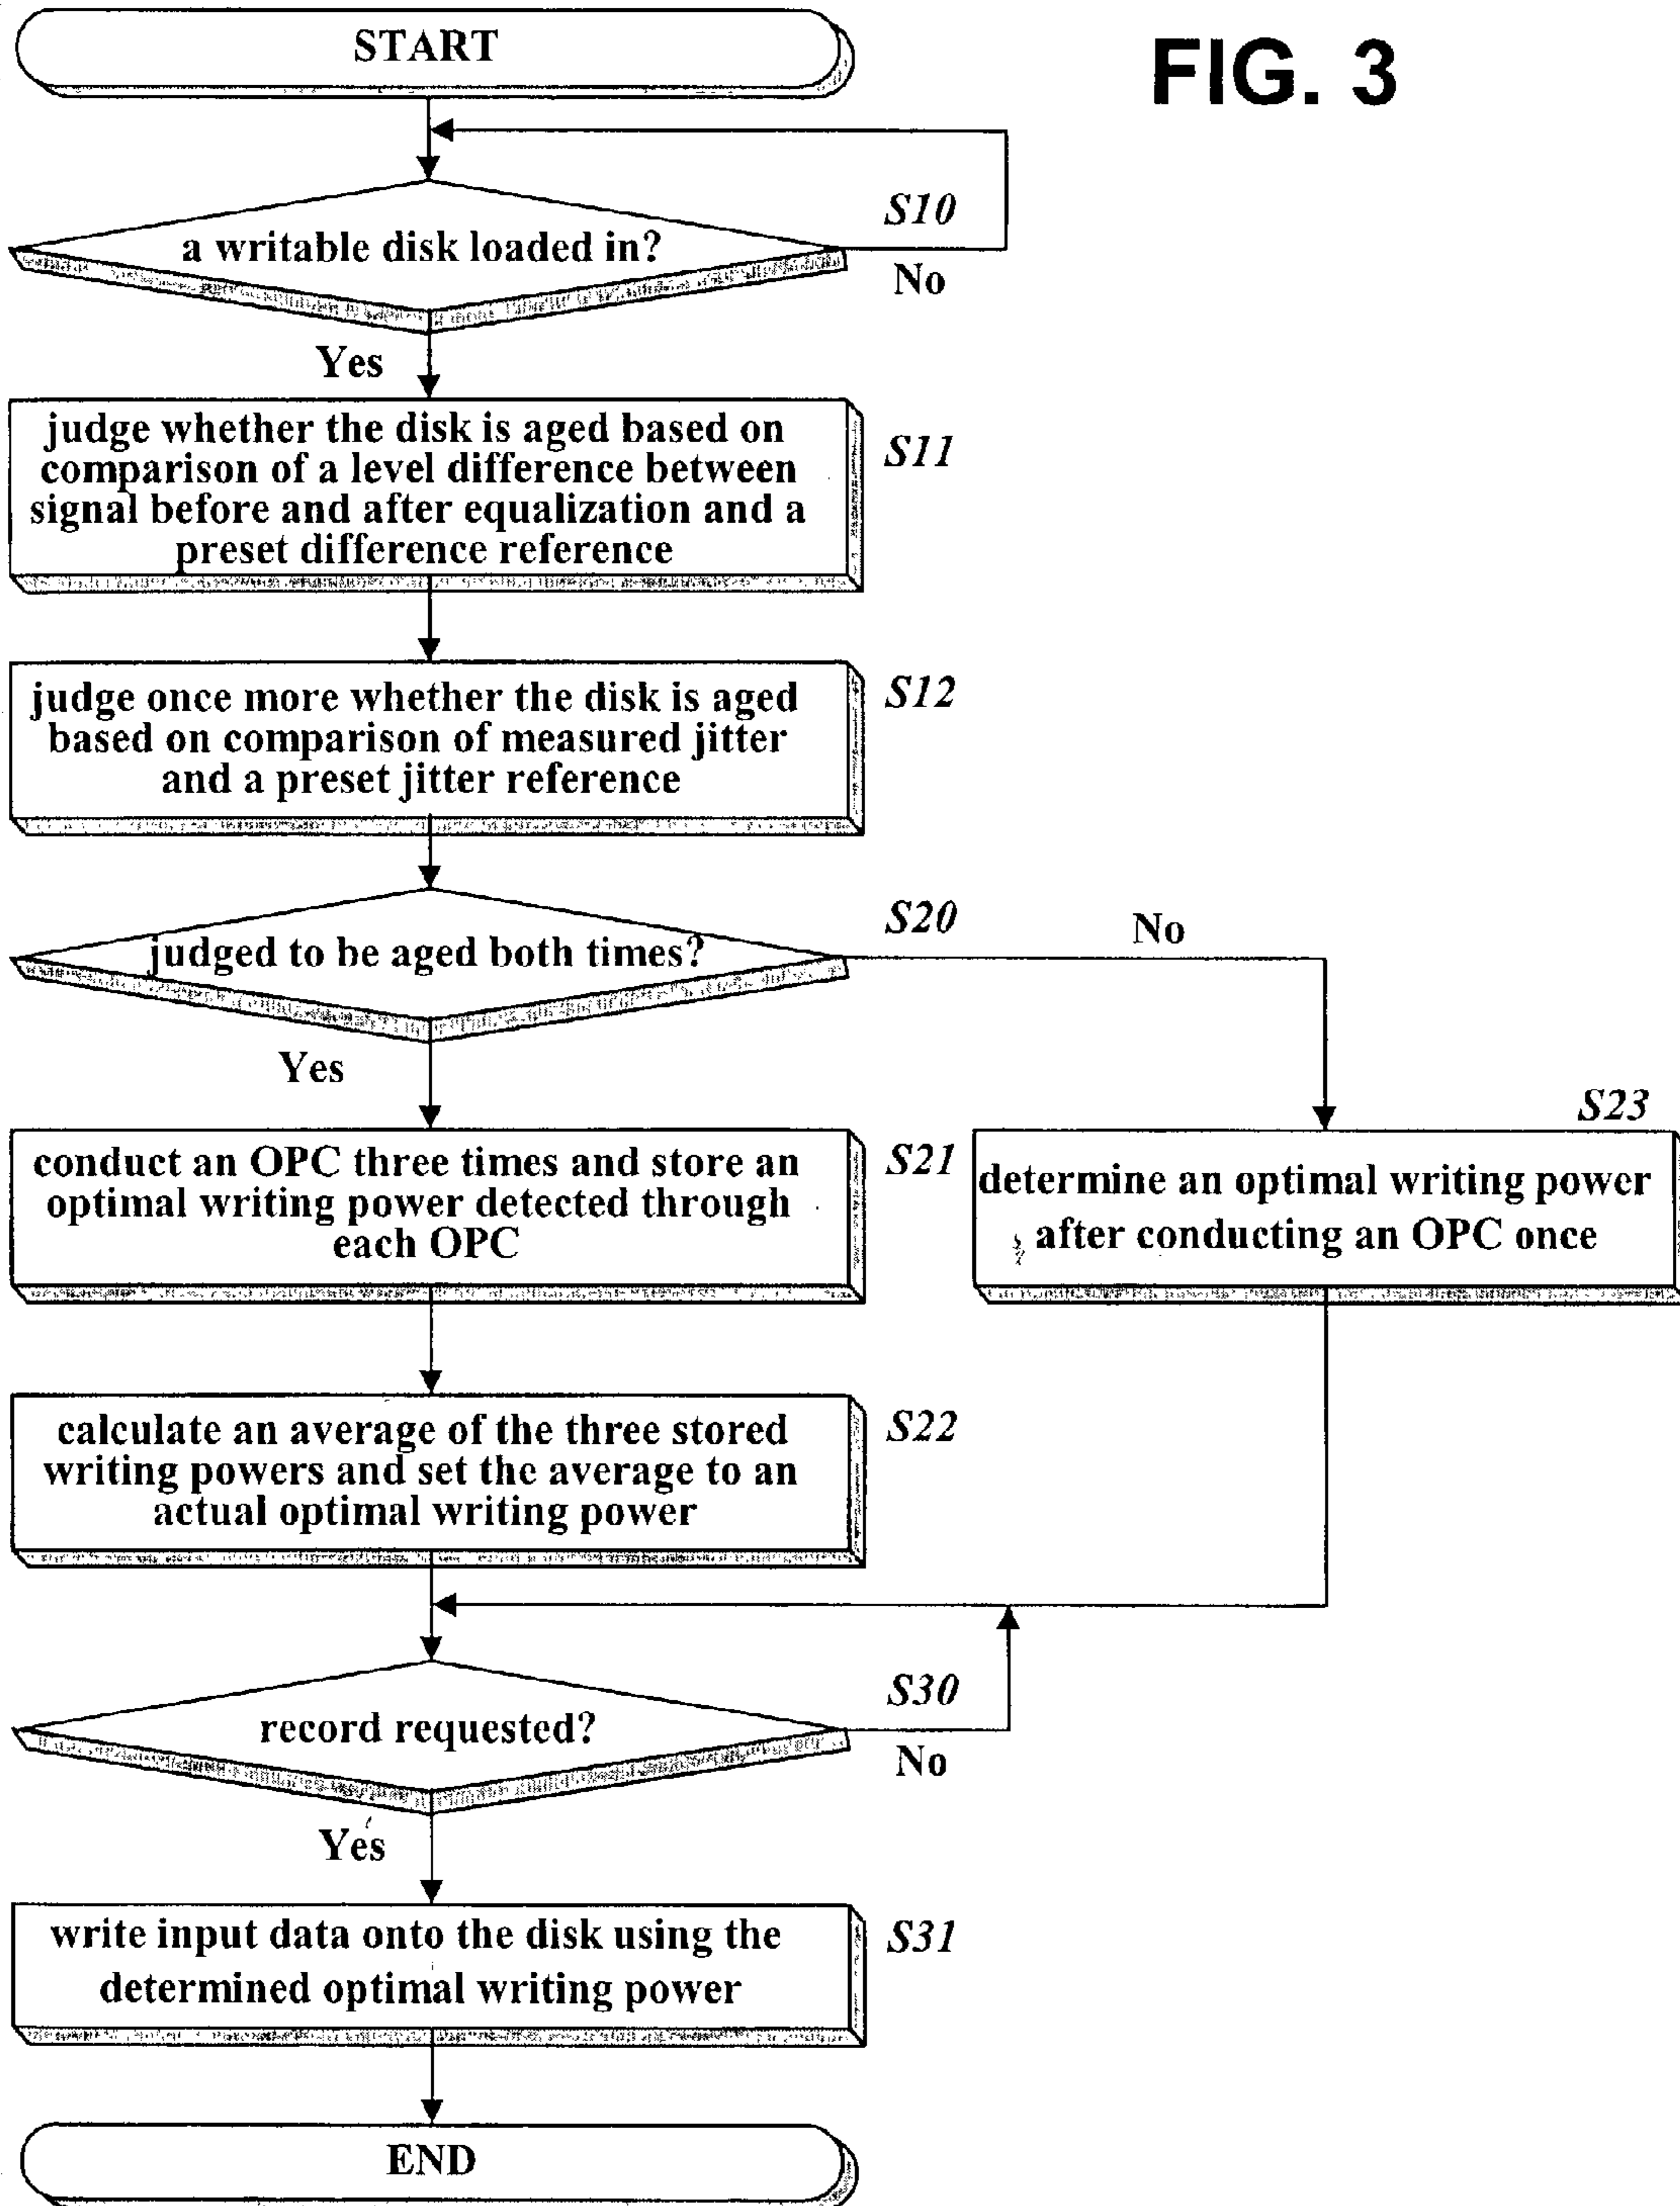 START
FIG. 3
S10
a writable disk loaded in?
No
Yes
judge whether the disk is aged based on
comparison of a level difference between
signal before and after equalization and a
preset difference reference
S11
judge once more whether the disk is aged
based on comparison of measured jitter
and a preset jitter reference
S12
S20
No
judged to be aged both times?
Yes
S23
conduct an OPC three times and store an
optimal writing power detected through
each OPC
S21
determine an optimal writing power
after conducting an OPC once
calculate an average of the three stored
writing powers and set the average to an
actual optimal writing power
S22
S30
record requested?
No
Yes
write input data onto the disk using the
determined optimal writing power
S31
END